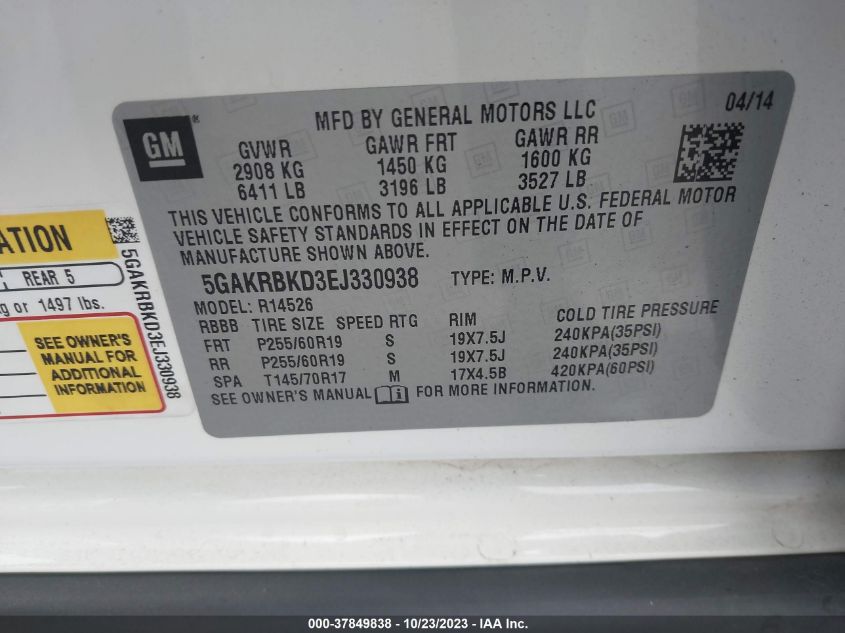 MFD BY GENERAL MOTORS LLC
04/14
GM®
GVWR GAWR FRT GAWR RR
2908 KG 1450 KG 1600 KG
6411 LB 3196 LB 3527 LB
THIS VEHICLE CONFORMS TO ALL APPLICABLE U.S. FEDERAL MOTOR
VEHICLE SAFETY STANDARDS IN EFFECT ON THE DATE OF
MANUFACTURE SHOWN ABOVE.
5GAKRBKD3EJ330938 TYPE: M.P.V.
MODEL: R14526
RBBB TIRE SIZE SPEED RTG RIM COLD TIRE PRESSURE
FRT P255/60R19 S 19X7.5J 240KPA(35PSI)
RR P255/60R19 S 19X7.5J 240KPA(35PSI)
SPA T145/70R17 M 17X4.5B 420KPA(60PSI)
SEE OWNER'S MANUAL FOR MORE INFORMATION.
REAR 5
or 1497 lbs.
SEE OWNER'S
MANUAL FOR
ADDITIONAL
INFORMATION
5GAKRBKD3EJ330938
000-37849838 - 10/23/2023 - IAA Inc.